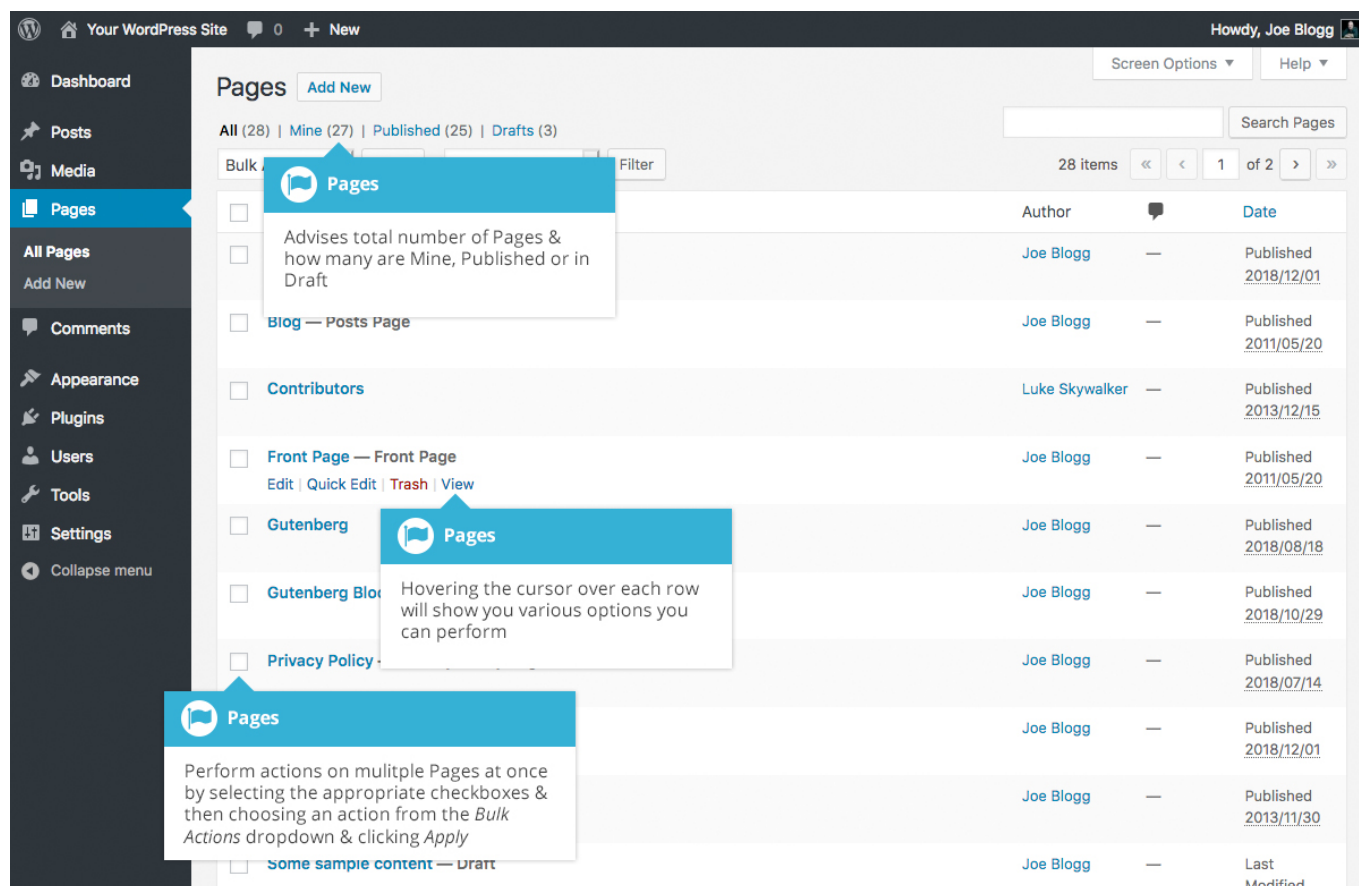 Your WordPress Site 0 + New Howdy, Joe Blogg
Screen Options ▼ Help ▼
Dashboard
Posts
Media
Pages
All Pages
Add New
Comments
Appearance
Plugins
Users
Tools
Settings
Collapse menu
Pages Add New
All (28) | Mine (27) | Published (25) | Drafts (3)
Search Pages
Bulk Filter 28 items « ‹ 1 of 2 › »
Pages
Advises total number of Pages &
how many are Mine, Published or in
Draft
Author Date
Joe Blogg — Published
2018/12/01
Blog — Posts Page Joe Blogg — Published
2011/05/20
Contributors Luke Skywalker — Published
2013/12/15
Front Page — Front Page Joe Blogg — Published
Edit | Quick Edit | Trash | View 2011/05/20
Gutenberg Joe Blogg — Published
2018/08/18
Pages
Hovering the cursor over each row
will show you various options you
can perform
Gutenberg Joe Blogg — Published
2018/10/29
Privacy Policy Joe Blogg — Published
2018/07/14
Pages
Perform actions on mulitple Pages at once
by selecting the appropriate checkboxes &
then choosing an action from the Bulk
Actions dropdown & clicking Apply
Joe Blogg — Published
2018/12/01
Joe Blogg — Published
2013/11/30
Some sample content — Draft Joe Blogg — Last
Modified